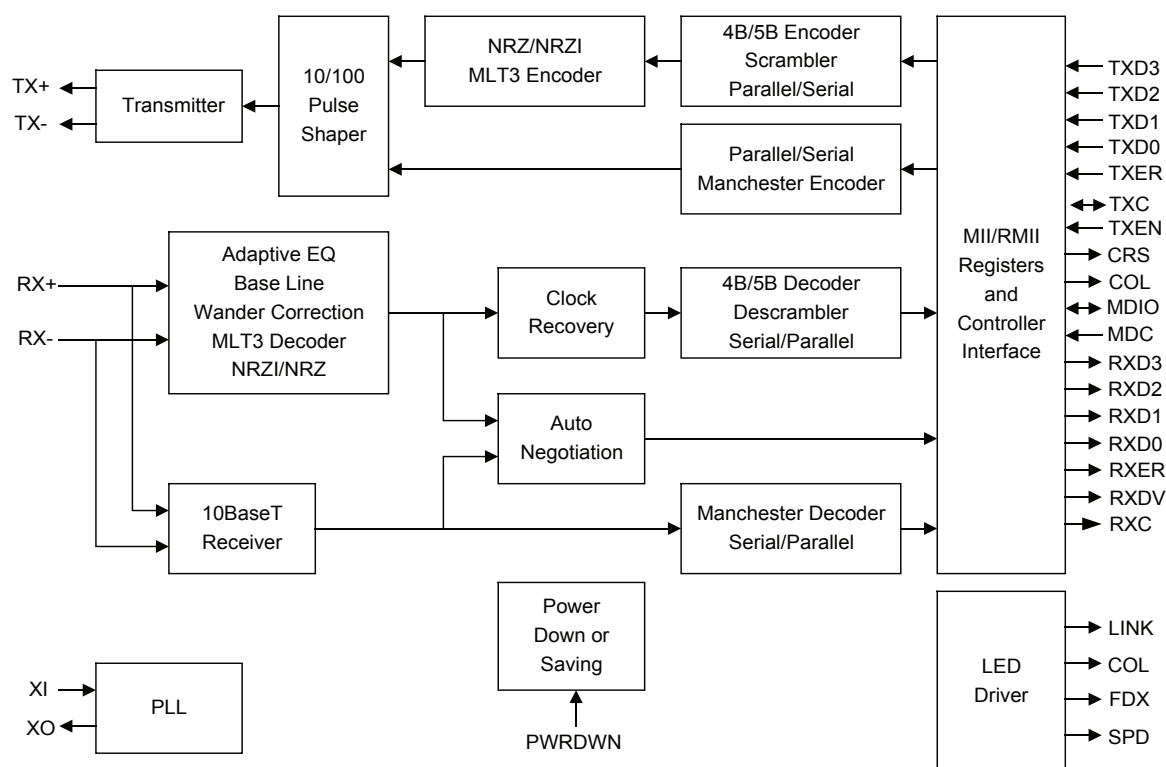 TX+
TX-
Transmitter
10/100
Pulse
Shaper
NRZ/NRZI
MLT3 Encoder
4B/5B Encoder
Scrambler
Parallel/Serial
Parallel/Serial
Manchester Encoder
RX+
RX-
Adaptive EQ
Base Line
Wander Correction
MLT3 Decoder
NRZI/NRZ
Clock
Recovery
4B/5B Decoder
Descrambler
Serial/Parallel
Auto
Negotiation
10BaseT
Receiver
Manchester Decoder
Serial/Parallel
MII/RMII
Registers
and
Controller
Interface
TXD3
TXD2
TXD1
TXD0
TXER
TXC
TXEN
CRS
COL
MDIO
MDC
RXD3
RXD2
RXD1
RXD0
RXER
RXDV
RXC
XI
XO
PLL
Power
Down or
Saving
PWRDWN
LED
Driver
LINK
COL
FDX
SPD